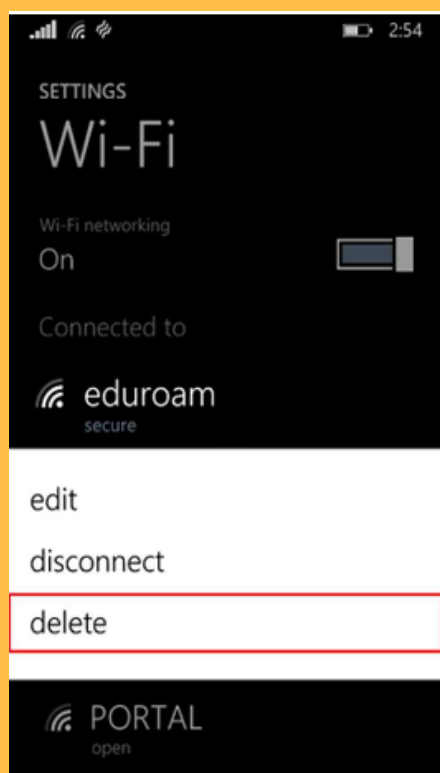 2:54
SETTINGS
Wi-Fi
Wi-Fi networking
On
Connected to
eduroam
secure
edit
disconnect
delete
PORTAL
open